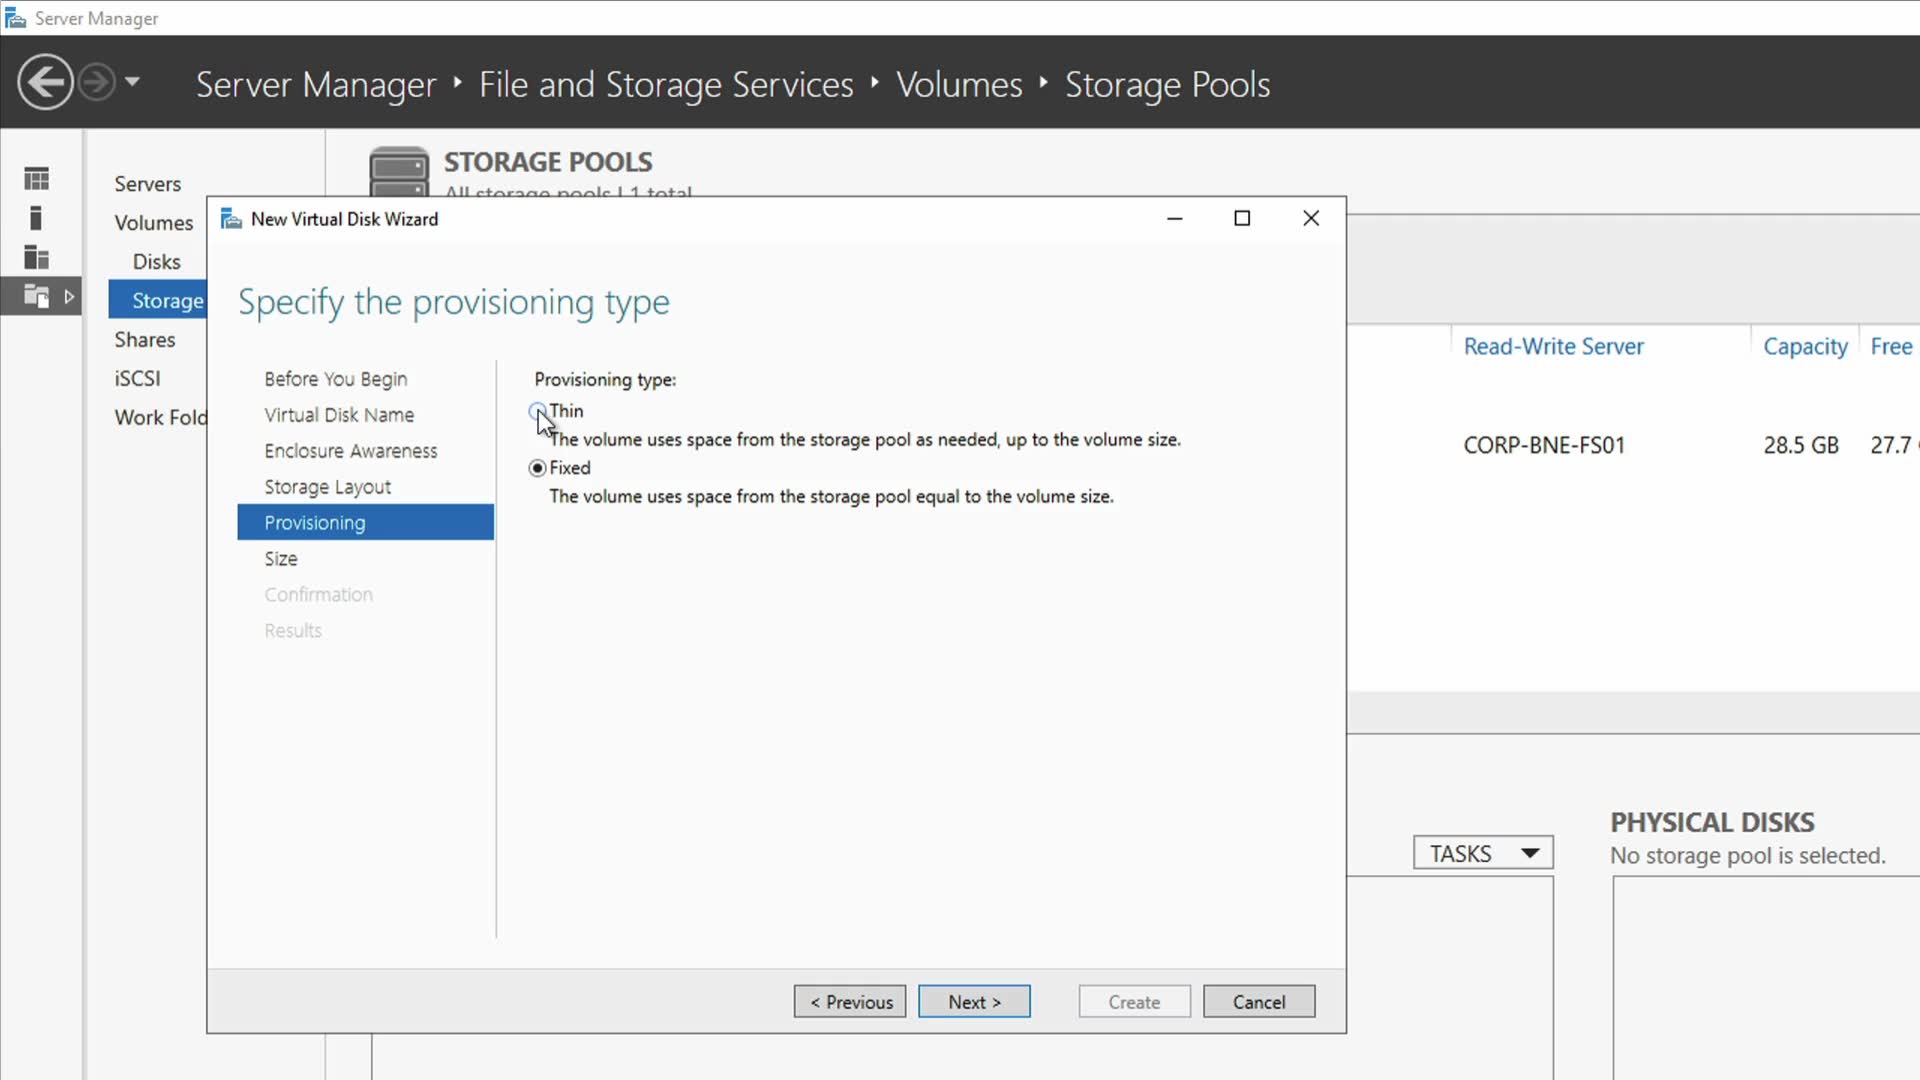 Server Manager
Server Manager ‣ File and Storage Services ‣ Volumes ‣ Storage Pools
Servers
Volumes
Disks
Storage
Shares
iSCSI
Work Fold
STORAGE POOLS
All storage pools | 1 total
New Virtual Disk Wizard
Specify the provisioning type
Before You Begin
Virtual Disk Name
Enclosure Awareness
Storage Layout
Provisioning
Size
Confirmation
Results
Provisioning type:
Thin
The volume uses space from the storage pool as needed, up to the volume size.
Fixed
The volume uses space from the storage pool equal to the volume size.
< Previous
Next >
Create
Cancel
Read-Write Server Capacity Free
CORP-BNE-FS01 28.5 GB 27.7
TASKS
PHYSICAL DISKS
No storage pool is selected.